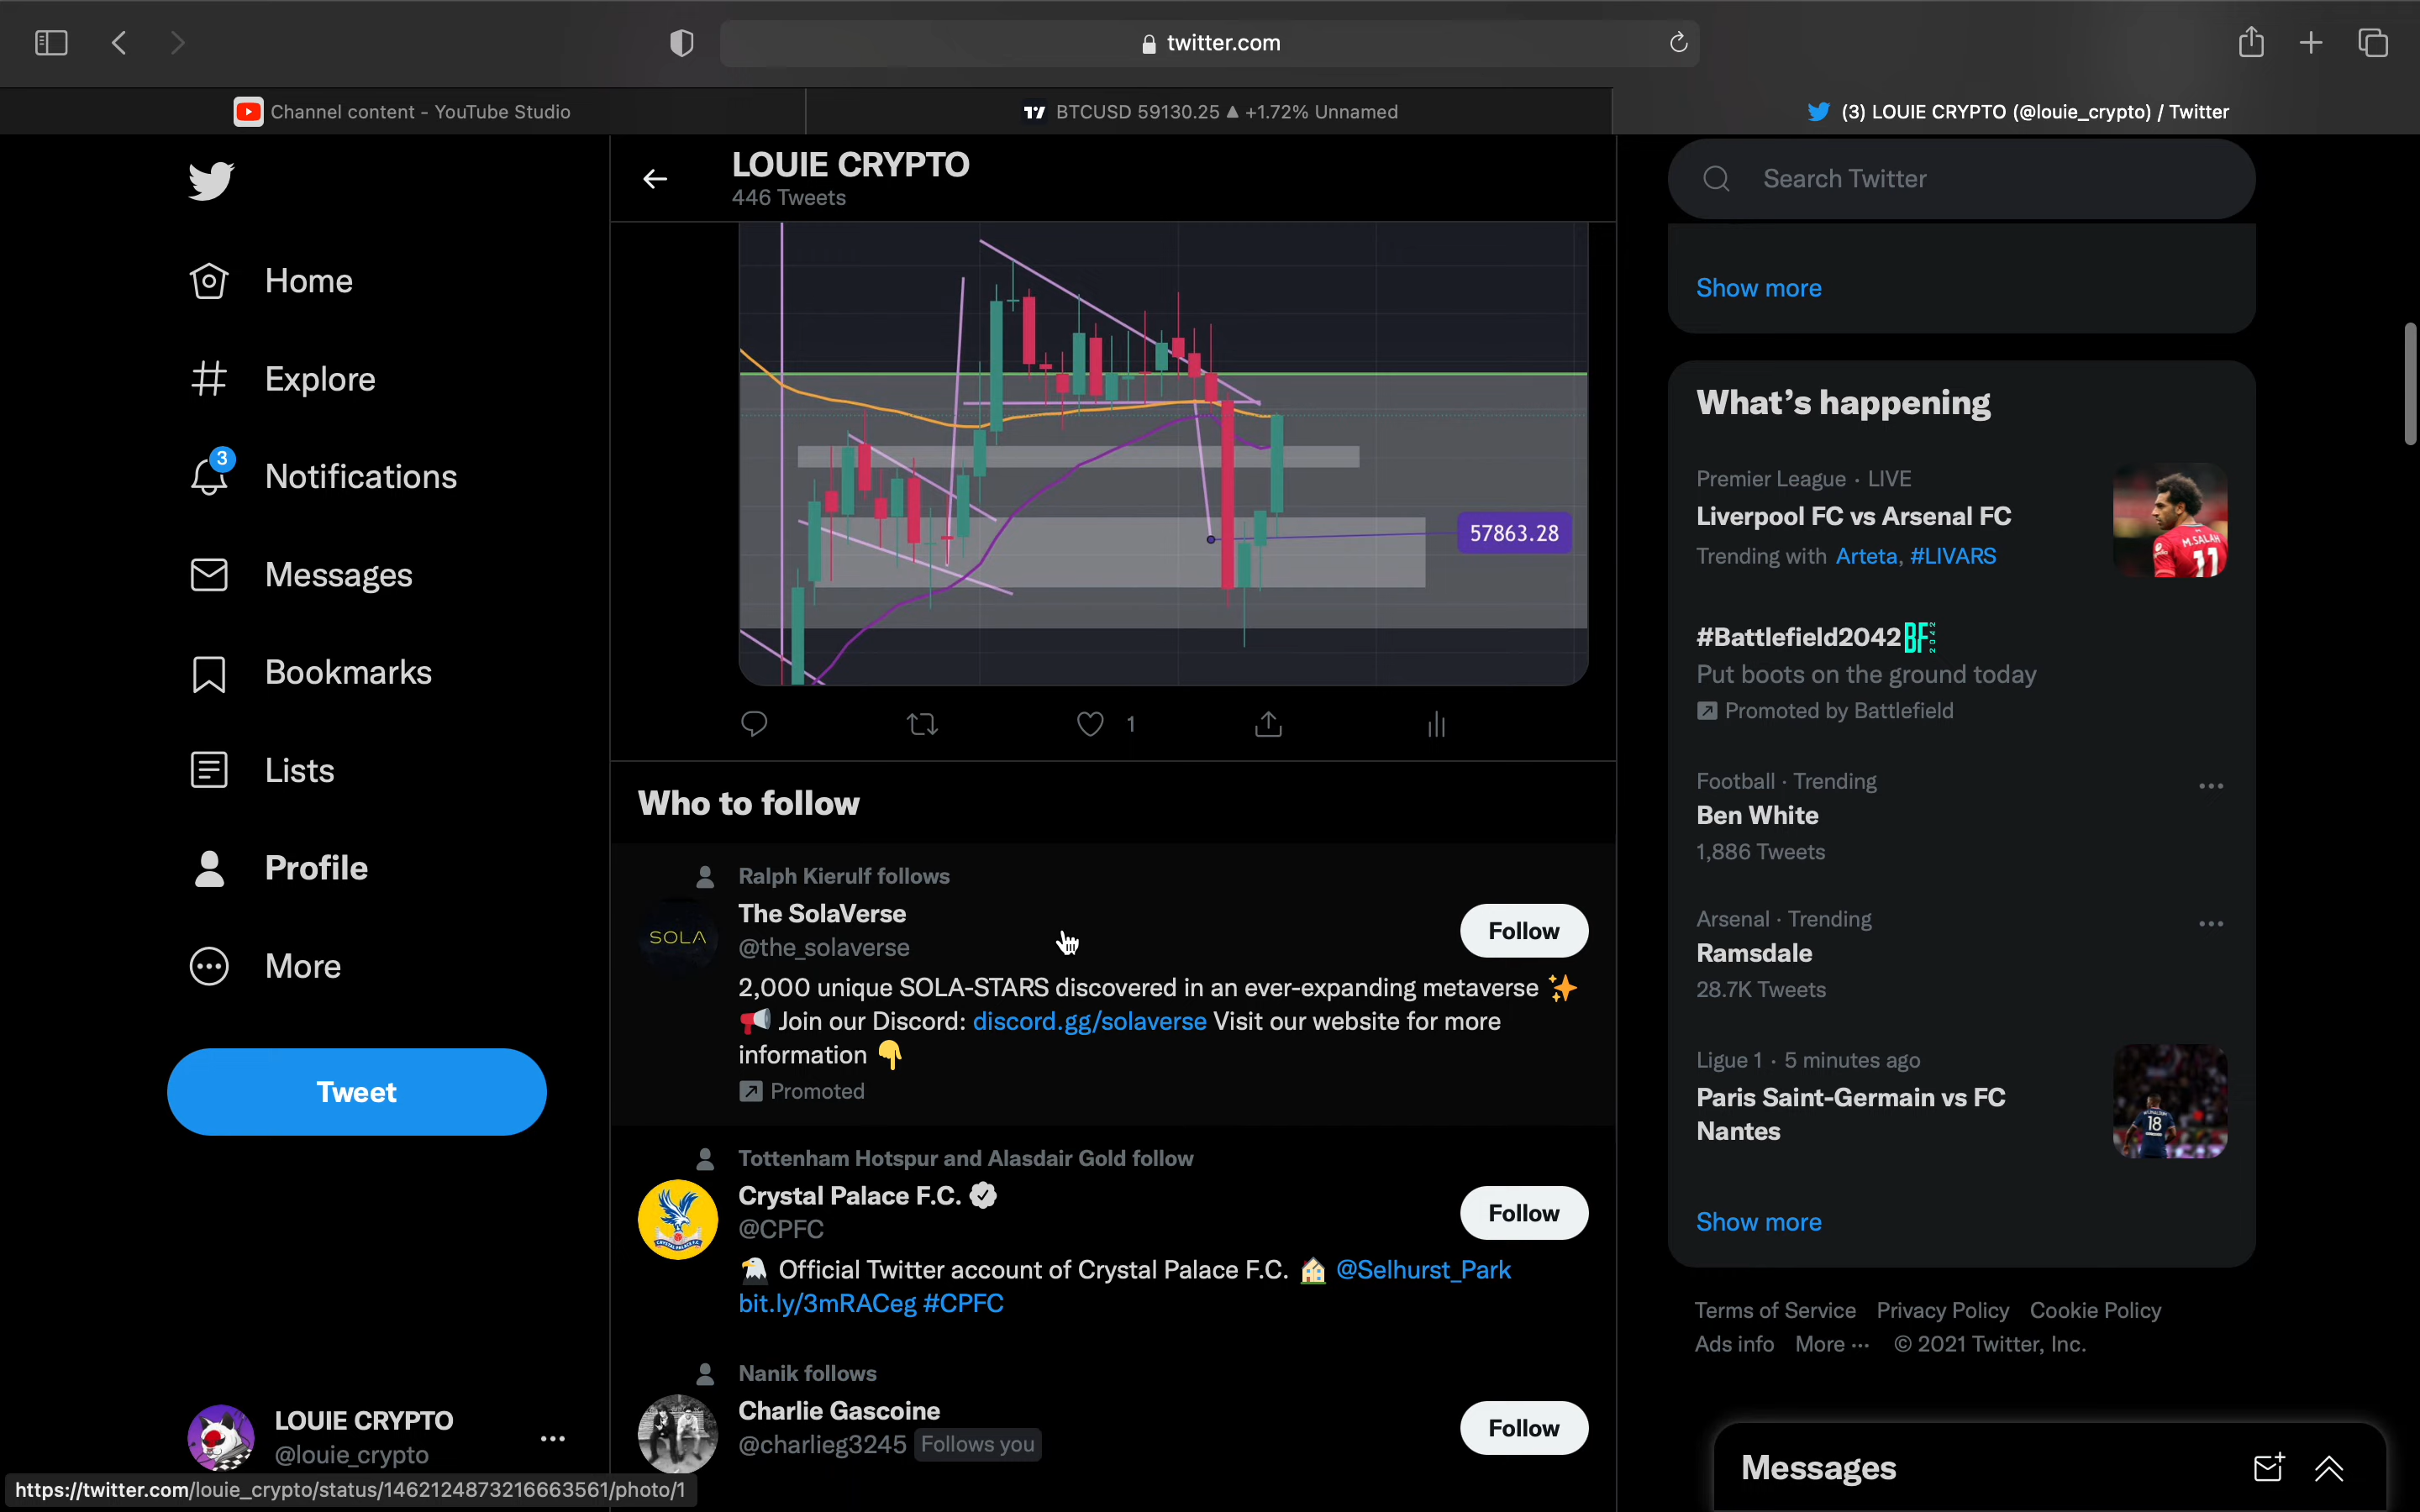 twitter.com
Channel content - YouTube Studio
BTCUSD 59130.25 ▲ +1.72% Unnamed
(3) LOUIE CRYPTO (@louie_crypto) / Twitter
LOUIE CRYPTO
446 Tweets
Home
Explore
3
Notifications
Messages
Bookmarks
Lists
Profile
More
Tweet
LOUIE CRYPTO
@louie_crypto
https://twitter.com/louie_crypto/status/1462124873216663561/photo/1
57863.28
1
Who to follow
Ralph Kierulf follows
SOLA
The SolaVerse
@the_solaverse
Follow
2,000 unique SOLA-STARS discovered in an ever-expanding metaverse ✨
📢 Join our Discord: discord.gg/solaverse Visit our website for more
information 👇
Promoted
Tottenham Hotspur and Alasdair Gold follow
Crystal Palace F.C.
@CPFC
Follow
🦅 Official Twitter account of Crystal Palace F.C. 🏠 @Selhurst_Park
bit.ly/3mRACeg #CPFC
Nanik follows
Charlie Gascoine
@charlieg3245 Follows you
Follow
Search Twitter
Show more
What's happening
Premier League · LIVE
Liverpool FC vs Arsenal FC
Trending with Arteta, #LIVARS
M.SALAH
11
#Battlefield2042 BF 2042
Put boots on the ground today
Promoted by Battlefield
Football · Trending
Ben White
1,886 Tweets
Arsenal · Trending
Ramsdale
28.7K Tweets
Ligue 1 · 5 minutes ago
Paris Saint-Germain vs FC
Nantes
18
Show more
Terms of Service Privacy Policy Cookie Policy
Ads info More ··· © 2021 Twitter, Inc.
Messages